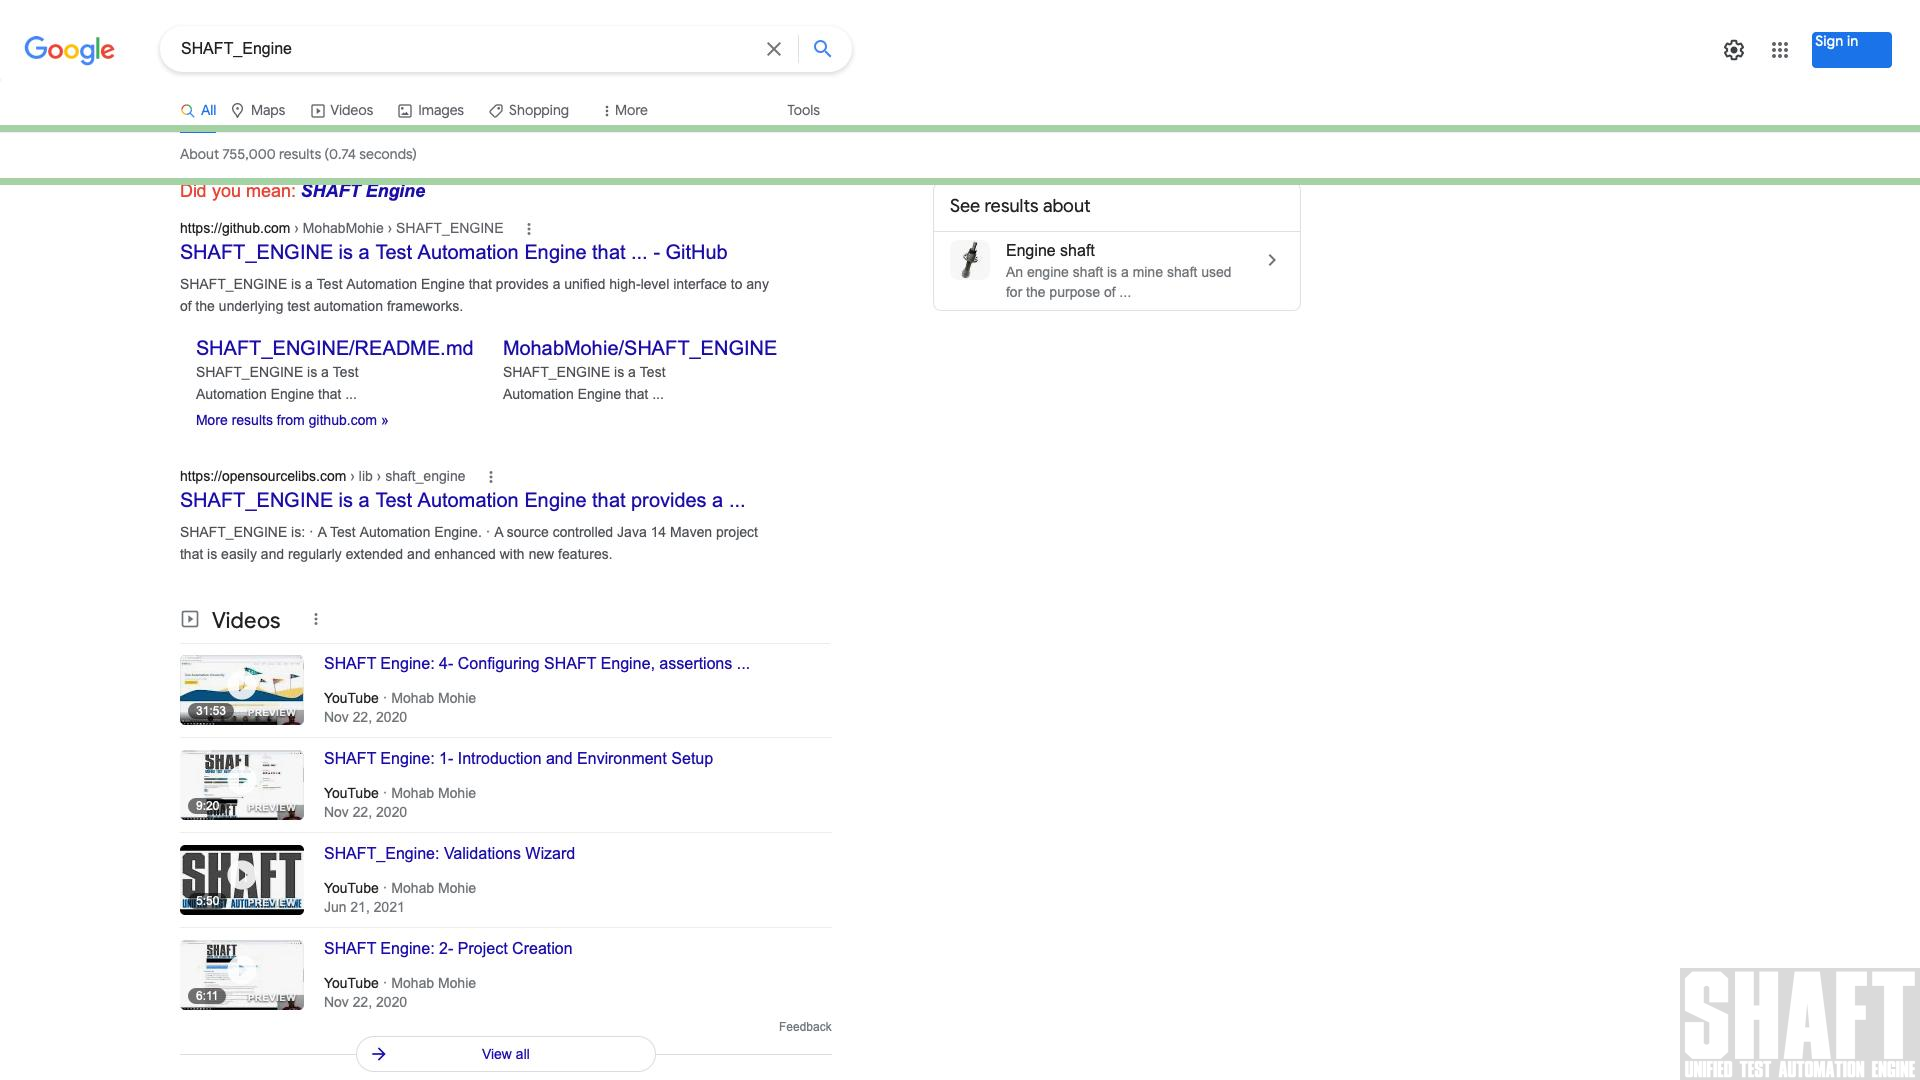 Google
SHAFT_Engine
Sign in
All
Maps
Videos
Images
Shopping
More
Tools
About 755,000 results (0.74 seconds)
Did you mean: SHAFT Engine
https://github.com › MohabMohie › SHAFT_ENGINE
SHAFT_ENGINE is a Test Automation Engine that ... - GitHub
SHAFT_ENGINE is a Test Automation Engine that provides a unified high-level interface to any
of the underlying test automation frameworks.
SHAFT_ENGINE/README.md
SHAFT_ENGINE is a Test
Automation Engine that ...
MohabMohie/SHAFT_ENGINE
SHAFT_ENGINE is a Test
Automation Engine that ...
More results from github.com »
https://opensourcelibs.com › lib › shaft_engine
SHAFT_ENGINE is a Test Automation Engine that provides a ...
SHAFT_ENGINE is: · A Test Automation Engine. · A source controlled Java 14 Maven project
that is easily and regularly extended and enhanced with new features.
Videos
31:53
PREVIEW
SHAFT Engine: 4- Configuring SHAFT Engine, assertions ...
YouTube · Mohab Mohie
Nov 22, 2020
SHAFT
9:20
PREVIEW
SHAFT Engine: 1- Introduction and Environment Setup
YouTube · Mohab Mohie
Nov 22, 2020
SHAFT
UNIFIED TEST AUTOMATION ENGINE
5:50
PREVIEW
SHAFT_Engine: Validations Wizard
YouTube · Mohab Mohie
Jun 21, 2021
SHAFT
6:11
PREVIEW
SHAFT Engine: 2- Project Creation
YouTube · Mohab Mohie
Nov 22, 2020
Feedback
View all
See results about
Engine shaft
An engine shaft is a mine shaft used
for the purpose of ...
SHAFT
UNIFIED TEST AUTOMATION ENGINE